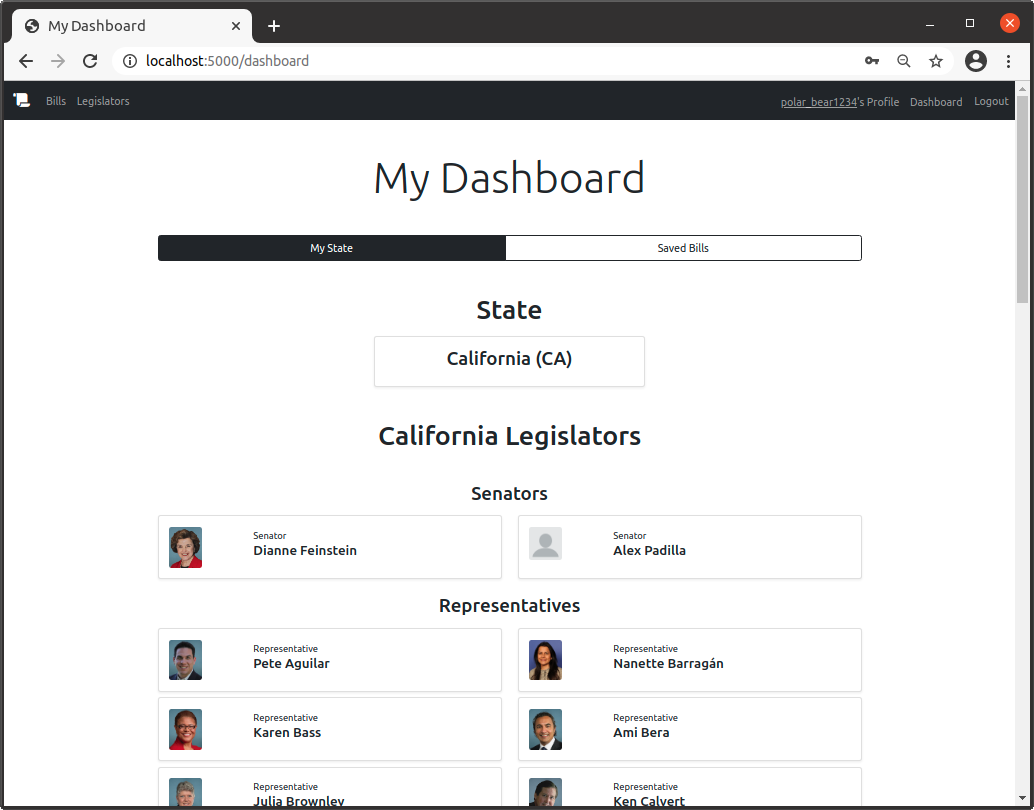 My Dashboard
localhost:5000/dashboard
Bills Legislators polar_bear1234's Profile Dashboard Logout
My Dashboard
My State Saved Bills
State
California (CA)
California Legislators
Senators
Senator
Dianne Feinstein
Senator
Alex Padilla
Representatives
Representative
Pete Aguilar
Representative
Nanette Barragán
Representative
Karen Bass
Representative
Ami Bera
Representative
Julia Brownley
Representative
Ken Calvert